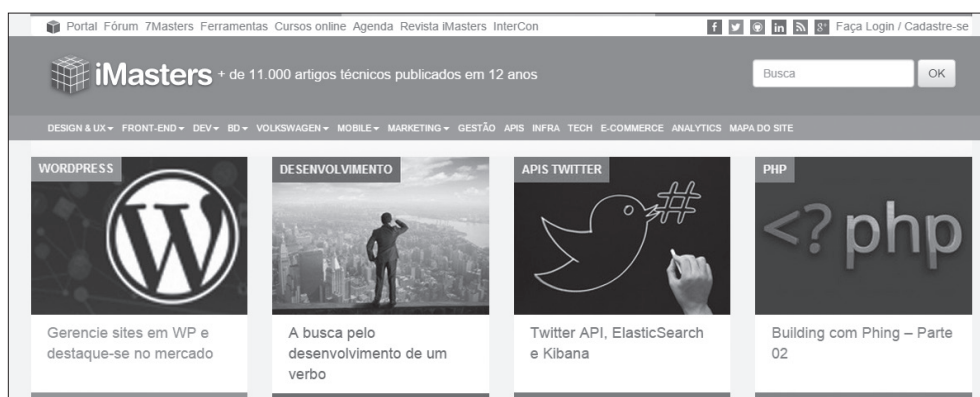 Portal Fórum 7Masters Ferramentas Cursos online Agenda Revista iMasters InterCon
Faça Login / Cadastre-se
iMasters + de 11.000 artigos técnicos publicados em 12 anos
Busca
OK
DESIGN & UX FRONT-END DEV BD VOLKSWAGEN MOBILE MARKETING GESTÃO APIS INFRA TECH E-COMMERCE ANALYTICS MAPA DO SITE
WORDPRESS
DESENVOLVIMENTO
APIS TWITTER
PHP
W
#
<?php
Gerencie sites em WP e
destaque-se no mercado
A busca pelo
desenvolvimento de um
verbo
Twitter API, ElasticSearch
e Kibana
Building com Phing – Parte
02